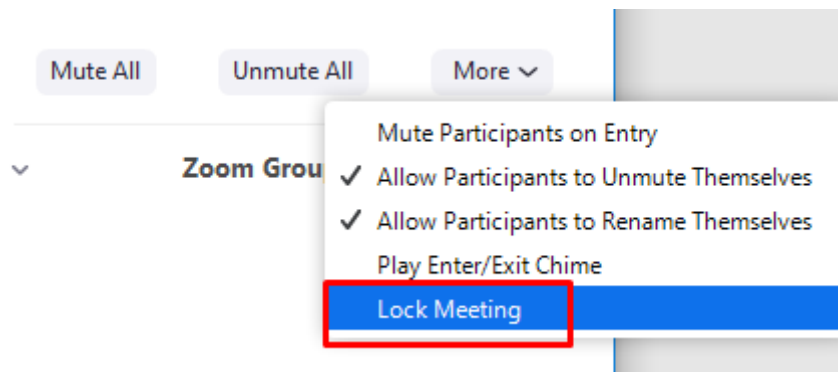 Mute All Unmute All More
Mute Participants on Entry
Zoom Grou
Allow Participants to Unmute Themselves
Allow Participants to Rename Themselves
Play Enter/Exit Chime
Lock Meeting